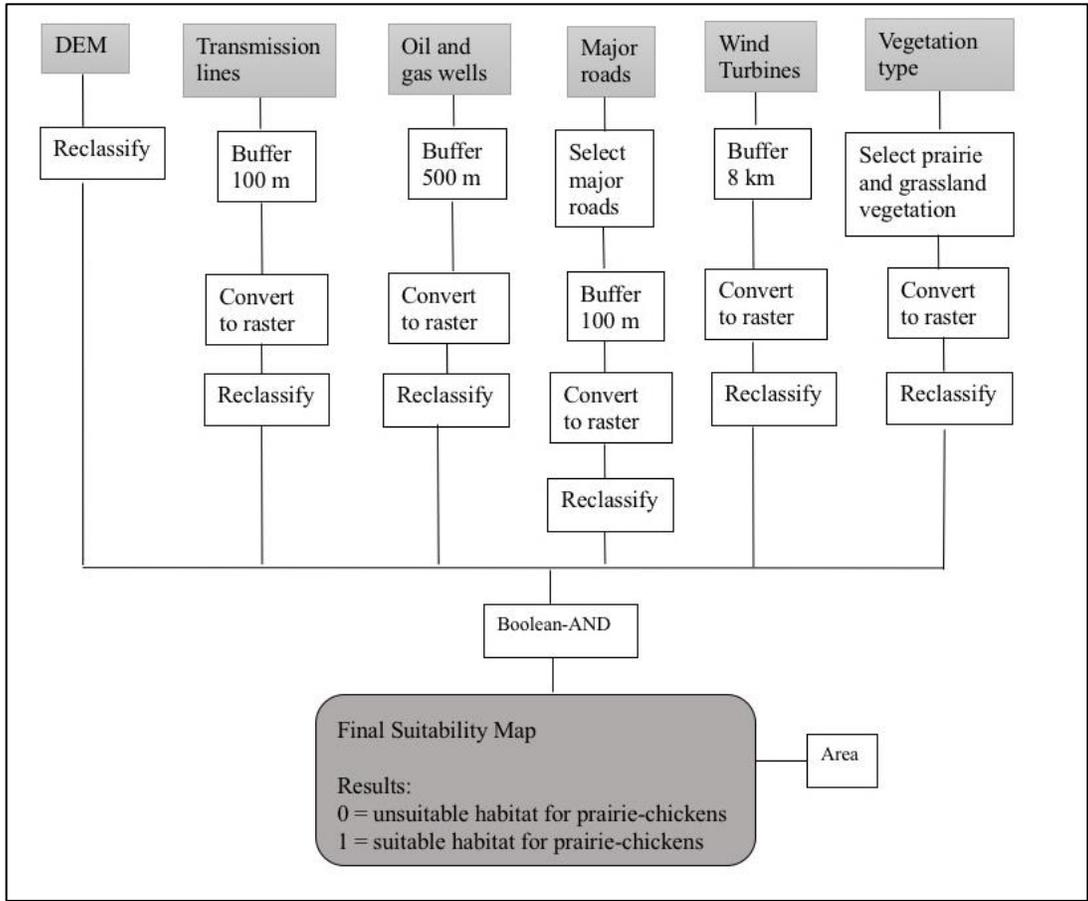 DEM
Reclassify
Transmission
lines
Buffer
100 m
Convert
to raster
Reclassify
Oil and
gas wells
Buffer
500 m
Convert
to raster
Reclassify
Major
roads
Select
major
roads
Buffer
100 m
Convert
to raster
Reclassify
Wind
Turbines
Buffer
8 km
Convert
to raster
Reclassify
Vegetation
type
Select prairie
and grassland
vegetation
Convert
to raster
Reclassify
Boolean-AND
Final Suitability Map
Results:
0 = unsuitable habitat for prairie-chickens
1 = suitable habitat for prairie-chickens
Area